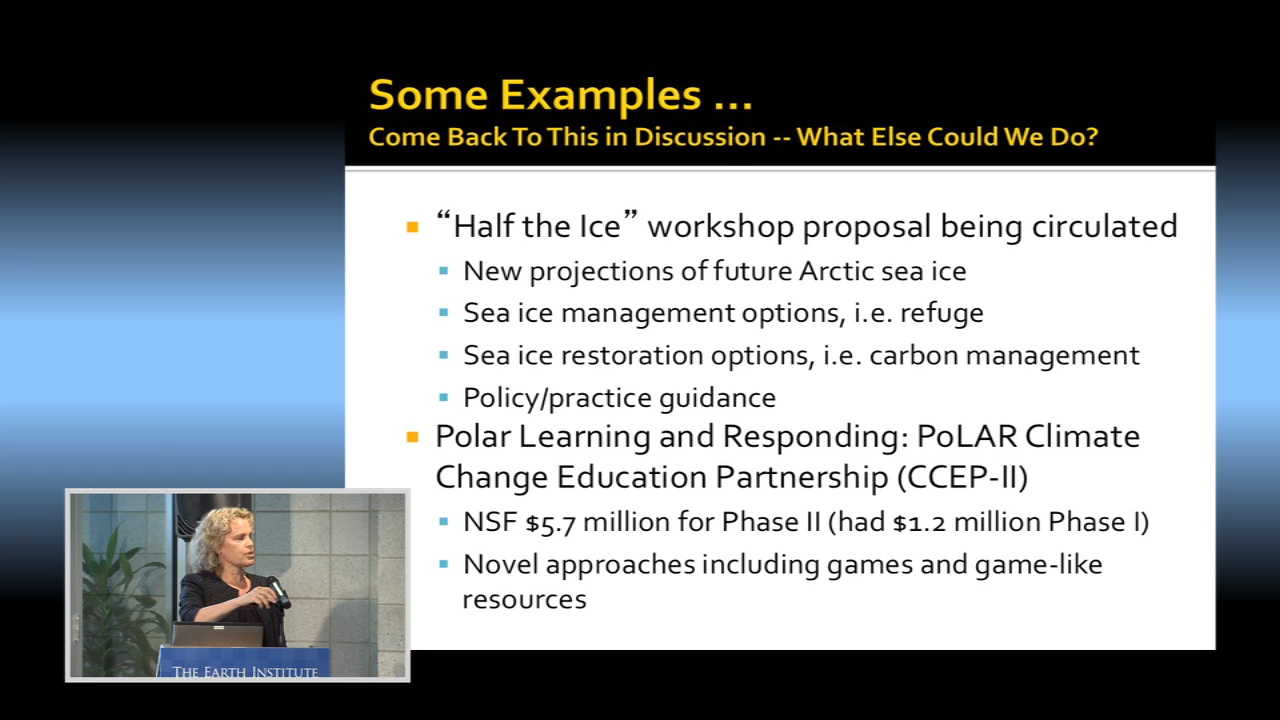 Some Examples ...
Come Back To This in Discussion -- What Else Could We Do?
“Half the Ice” workshop proposal being circulated
New projections of future Arctic sea ice
Sea ice management options, i.e. refuge
Sea ice restoration options, i.e. carbon management
Policy/practice guidance
Polar Learning and Responding: PoLAR Climate
Change Education Partnership (CCEP-II)
NSF $5.7 million for Phase II (had $1.2 million Phase I)
Novel approaches including games and game-like
resources
THE EARTH INSTITUTE